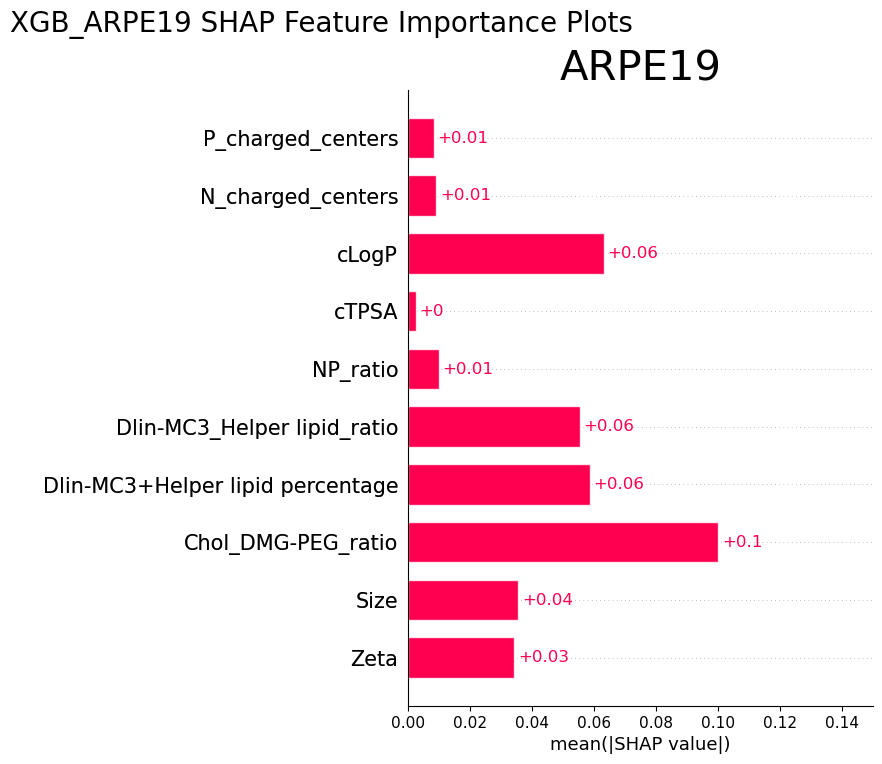 XGB_ARPE19 SHAP Feature Importance Plots
ARPE19
P_charged_centers +0.01
N_charged_centers +0.01
cLogP +0.06
cTPSA +0
NP_ratio +0.01
Dlin-MC3_Helper lipid_ratio +0.06
Dlin-MC3+Helper lipid percentage +0.06
Chol_DMG-PEG_ratio +0.1
Size +0.04
Zeta +0.03
0.00 0.02 0.04 0.06 0.08 0.10 0.12 0.14
mean(|SHAP value|)